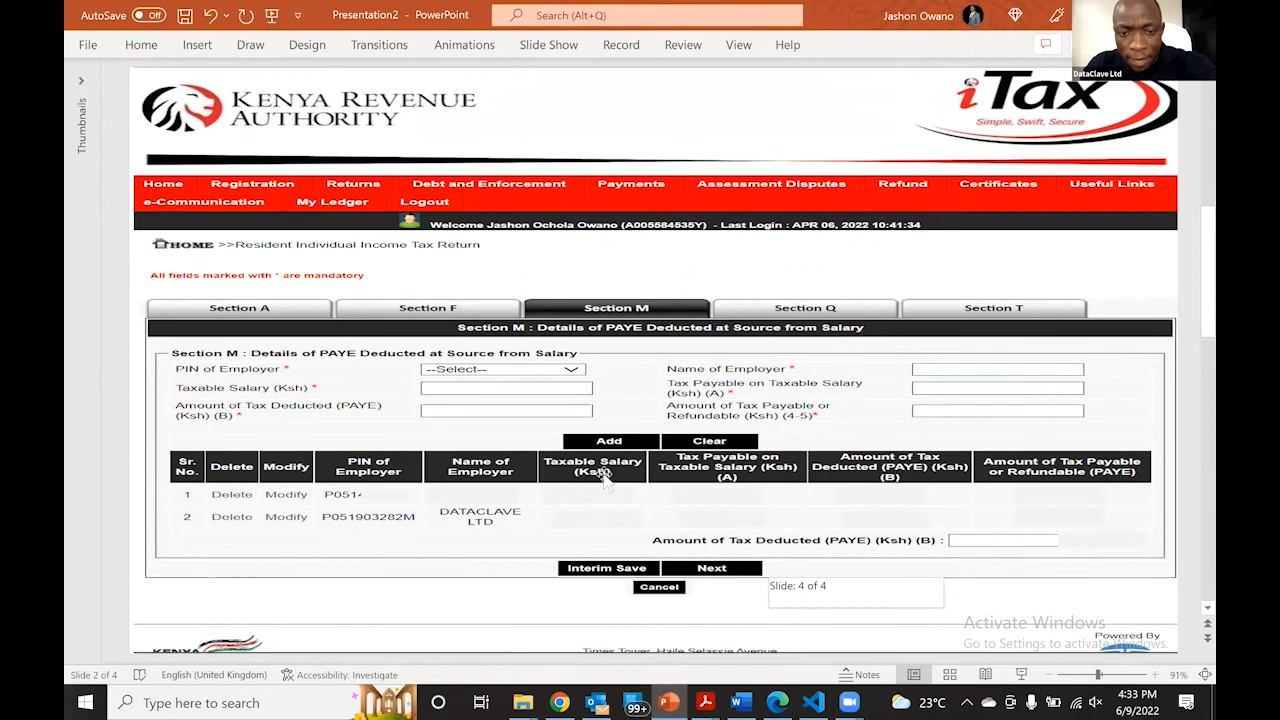 AutoSave Off Presentation2 - PowerPoint Search (Alt+Q) Jashon Owano
File Home Insert Draw Design Transitions Animations Slide Show Record Review View Help
DataClave Ltd
Thumbnails
KENYA REVENUE
AUTHORITY
iTax
Simple, Swift, Secure
Home Registration Returns Debt and Enforcement Payments Assessment Disputes Refund Certificates Useful Links
e-Communication My Ledger Logout
Welcome Jashon Ochola Owano (A005584535Y) - Last Login : APR 06, 2022 10:41:34
HOME >>Resident Individual Income Tax Return
All fields marked with * are mandatory
Section A Section F Section M Section Q Section T
Section M : Details of PAYE Deducted at Source from Salary
Section M : Details of PAYE Deducted at Source from Salary
PIN of Employer * --Select-- Name of Employer *
Taxable Salary (Ksh) * Tax Payable on Taxable Salary
(Ksh) (A) *
Amount of Tax Deducted (PAYE)
(Ksh) (B) *
Amount of Tax Payable or
Refundable (Ksh) (4-5)*
Add Clear
Sr.
No.
Delete
Modify
PIN of
Employer
Name of
Employer
Taxable Salary
(Ksh)
Tax Payable on
Taxable Salary (Ksh)
(A)
Amount of Tax
Deducted (PAYE) (Ksh)
(B)
Amount of Tax Payable
or Refundable (PAYE)
1 Delete Modify P051
2 Delete Modify P051903282M DATACLAVE
LTD
Amount of Tax Deducted (PAYE) (Ksh) (B) :
Interim Save Next
Cancel
Slide: 4 of 4
Activate Windows
Go to Settings to activate Windows.
Powered By
KENYA
Times Tower, Haile Selassie Avenue
Slide 2 of 4 English (United Kingdom) Accessibility: Investigate Notes 91%
Type here to search 99+ 23°C 4:33 PM
6/9/2022